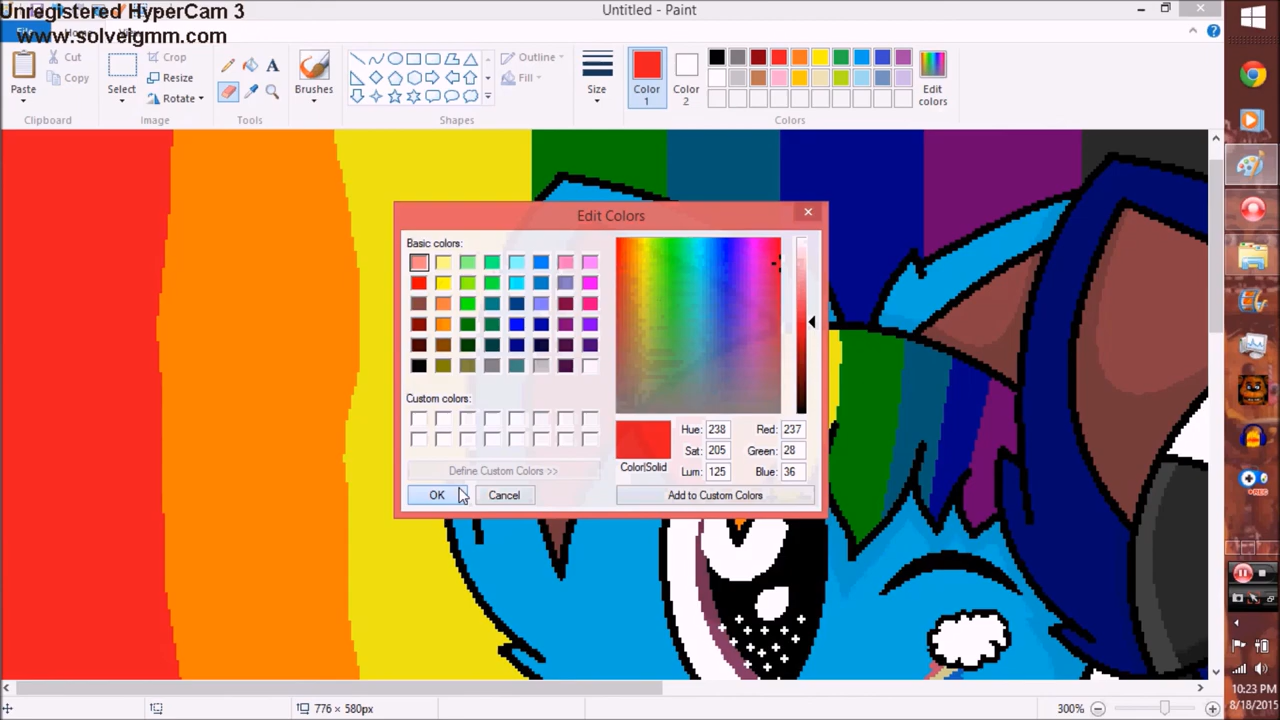 Unregistered HyperCam 3
www.solveigmm.com
Untitled - Paint
Paste
Cut
Copy
Clipboard
Select
Crop
Resize
Rotate
Image
Tools
Brushes
Outline
Fill
Shapes
Size
Color
1
Color
2
Edit
colors
Colors
Edit Colors
Basic colors:
Custom colors:
Define Custom Colors >>
OK
Cancel
Color|Solid
Hue: 238
Sat: 205
Lum: 125
Red: 237
Green: 28
Blue: 36
Add to Custom Colors
776 × 580px
300%
10:23 PM
8/18/2015